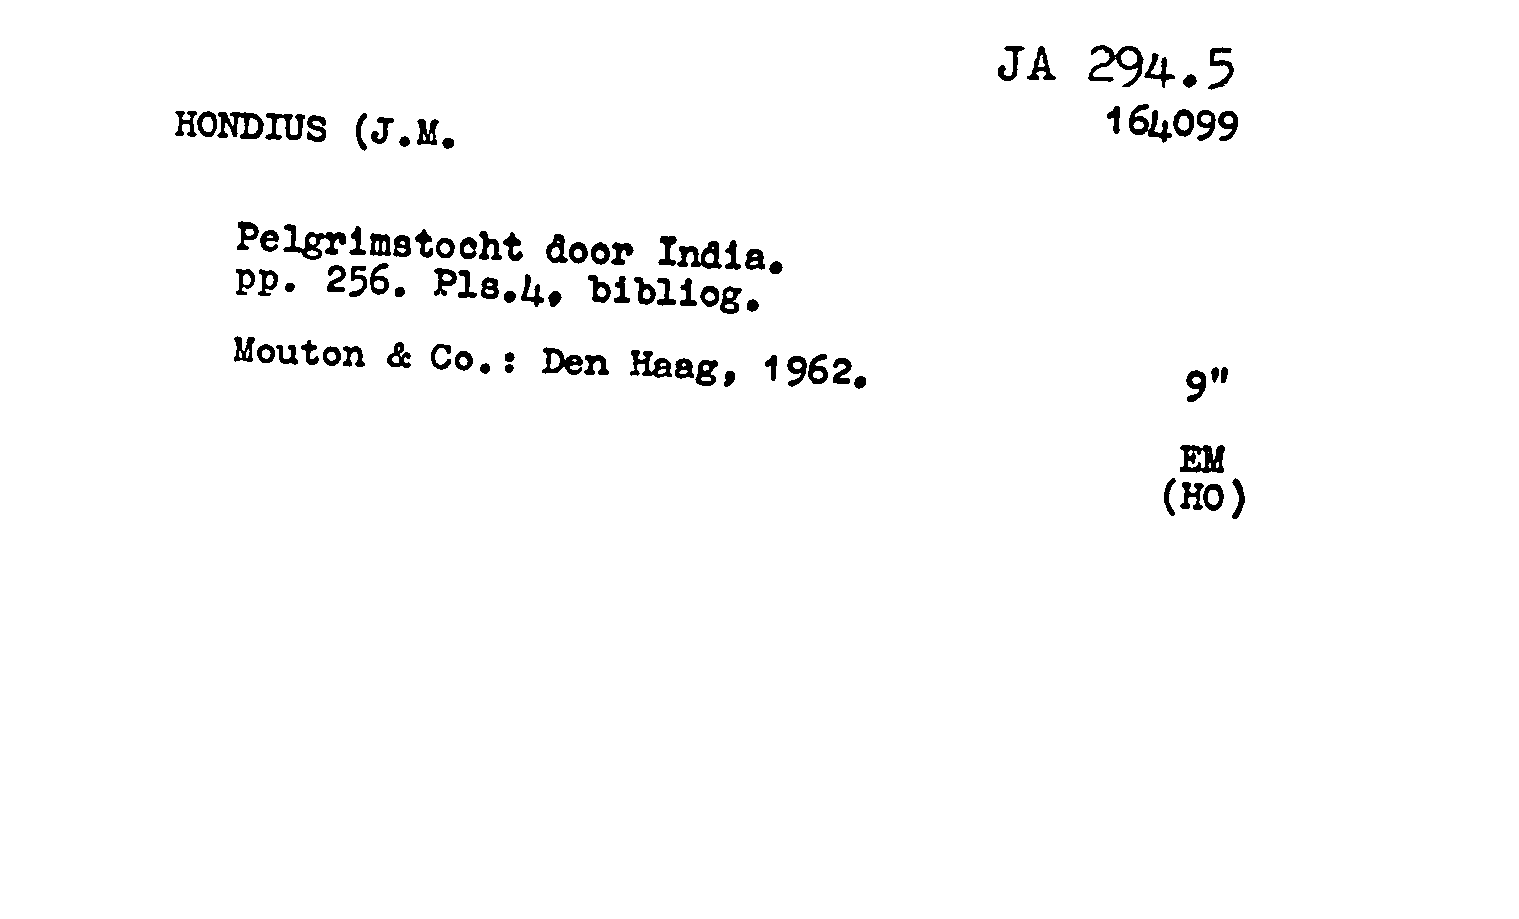 JA 294.5
164099
HONDIUS (J.M.
Pelgrimstocht door India.
pp. 256. Pls.4, bibliog.
Mouton & Co.: Den Haag, 1962.
9"
EM
(HO)